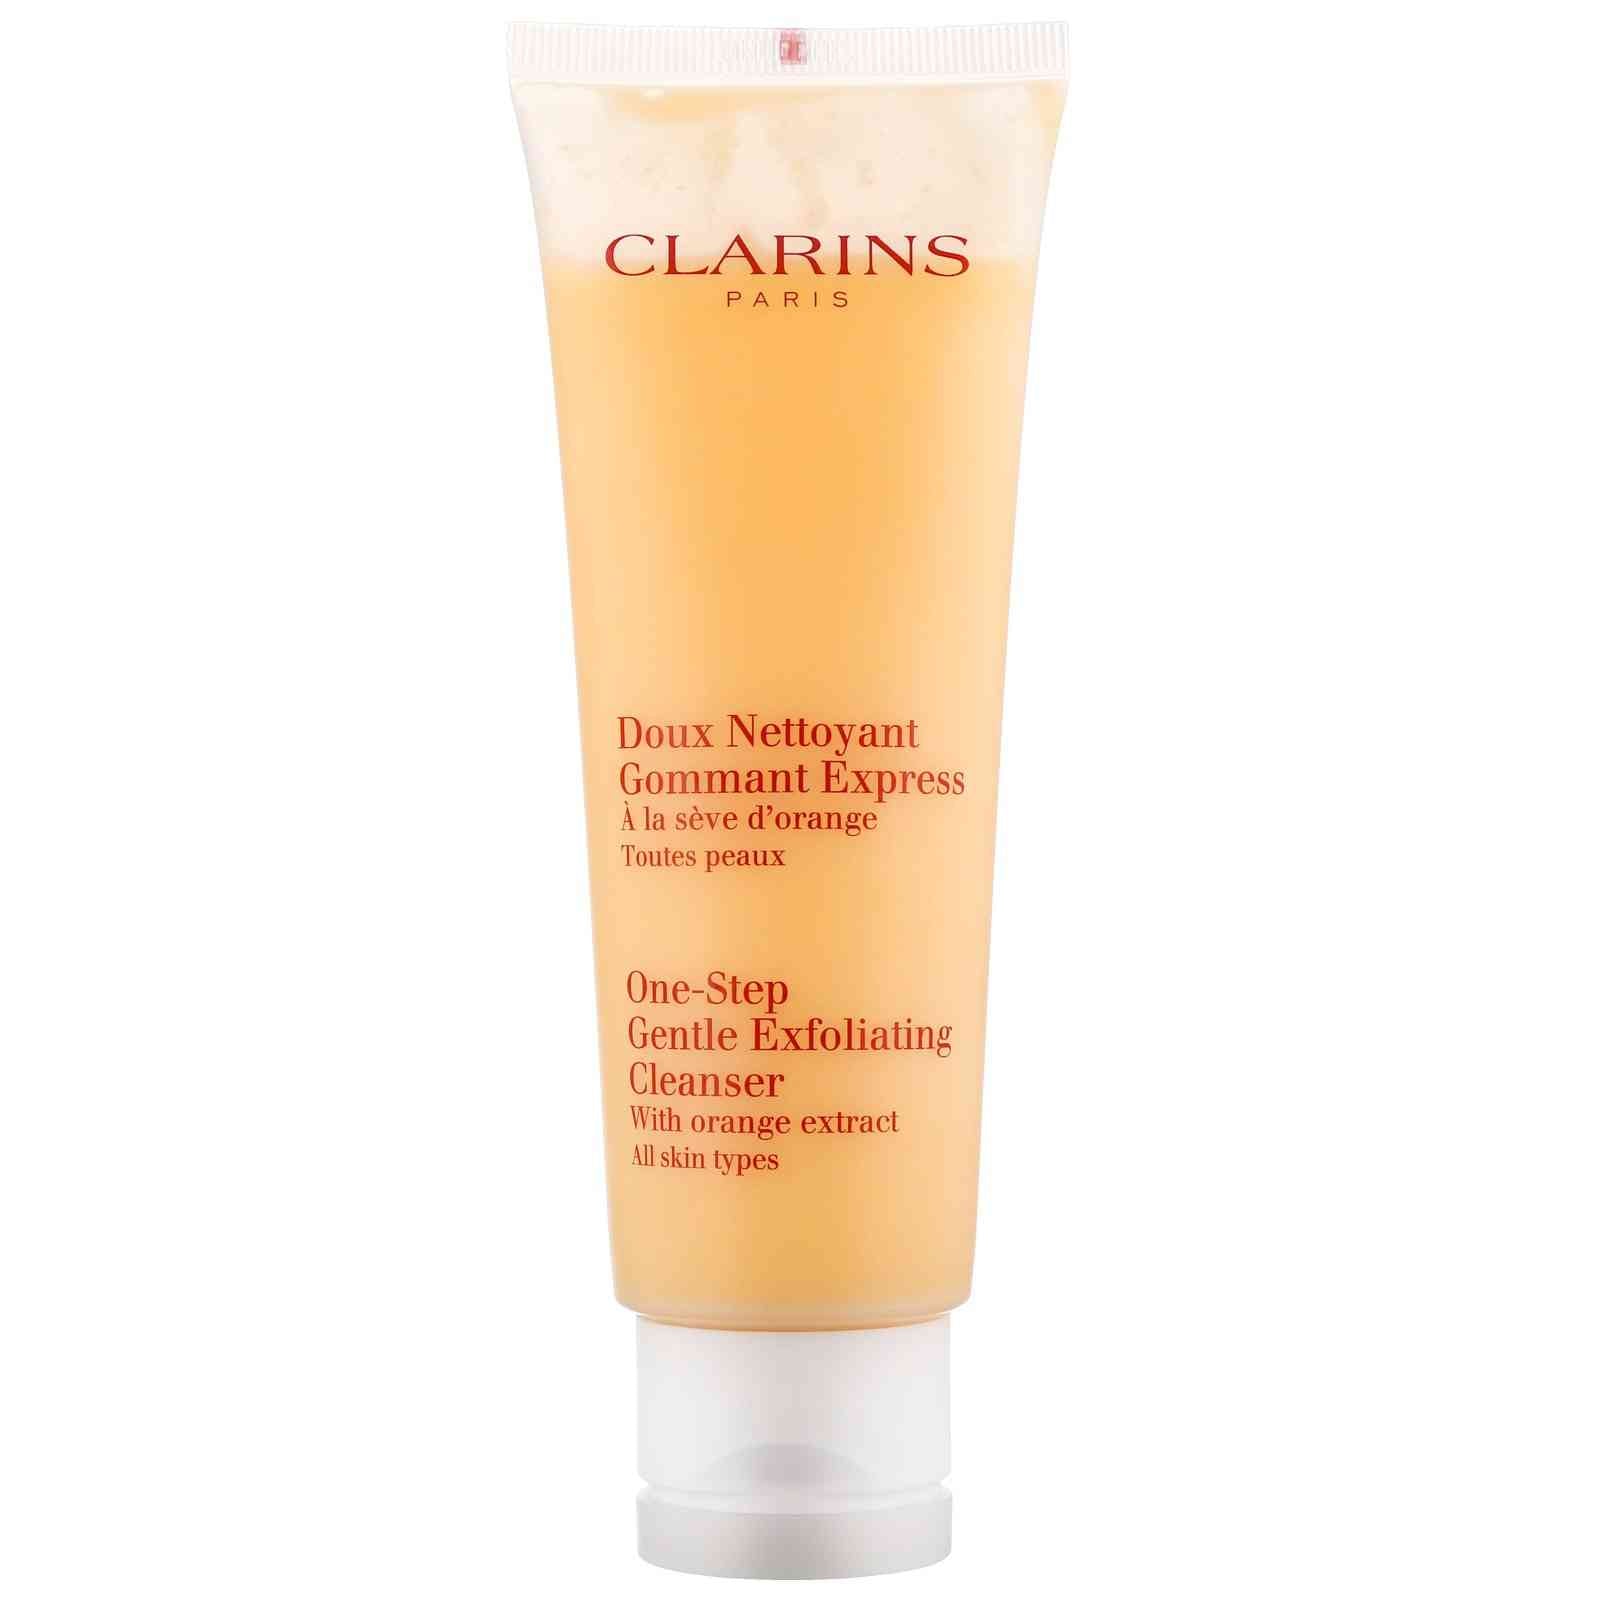 CLARINS
PARIS
Doux Nettoyant
Gommant Express
À la sève d'orange
Toutes peaux
One-Step
Gentle Exfoliating
Cleanser
With orange extract
All skin types